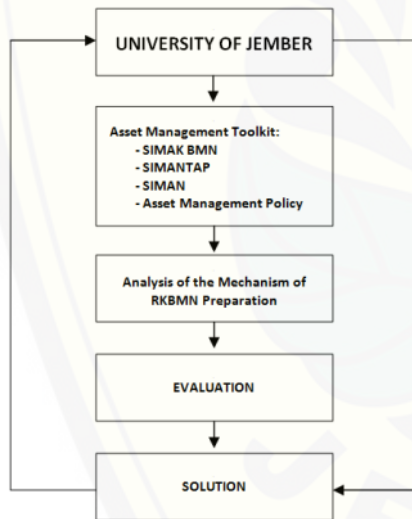 UNIVERSITY OF JEMBER
Asset Management Toolkit:
- SIMAK BMN
- SIMANTAP
- SIMAN
- Asset Management Policy
Analysis of the Mechanism of
RKBMN Preparation
EVALUATION
SOLUTION